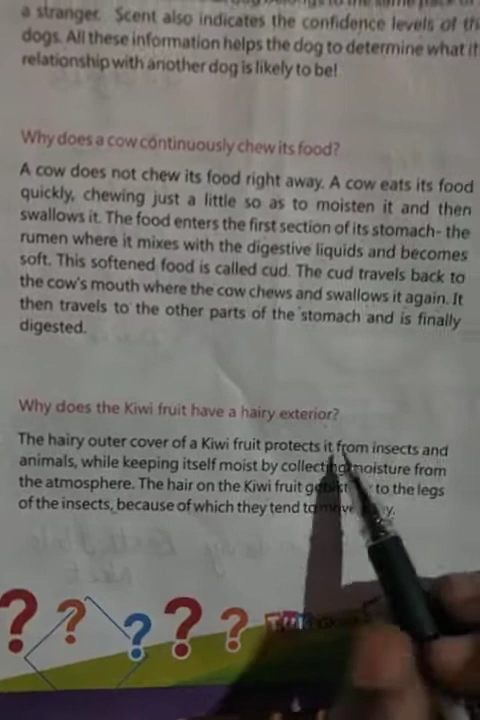 a stranger. Scent also indicates the confidence levels of
dogs. All these information helps the dog to determine what
relationship with another dog is likely to be!
Why does a cow continuously chew its food?
A cow does not chew its food right away. A cow eats its food
quickly, chewing just a little so as to moisten it and then
swallows it. The food enters the first section of its stomach- the
rumen where it mixes with the digestive liquids and becomes
soft. This softened food is called cud. The cud travels back to
the cow's mouth where the cow chews and swallows it again. It
then travels to the other parts of the stomach and is finally
digested.
Why does the Kiwi fruit have a hairy exterior?
The hairy outer cover of a Kiwi fruit protects it from insects and
animals, while keeping itself moist by collecting moisture from
the atmosphere. The hair on the Kiwi fruit to the legs
of the insects, because of which they tend to
? ? ? ? ?